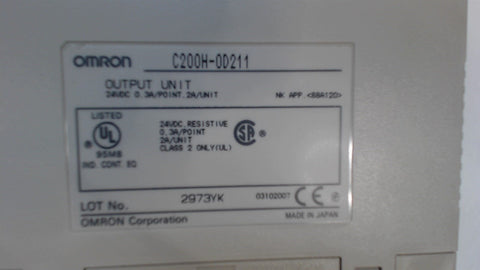 OMRON C200H-OD211
OUTPUT UNIT
24VDC 0.3A/POINT, 2A/UNIT NK APP.<88A120>
LISTED
UL ®
95M8
IND. CONT. EQ
24VDC, RESISTIVE
0.3A/POINT
2A/UNIT
CLASS 2 ONLY(UL)
SA ®
LOT No. 2973YK 03102007 CE
OMRON Corporation MADE IN JAPAN